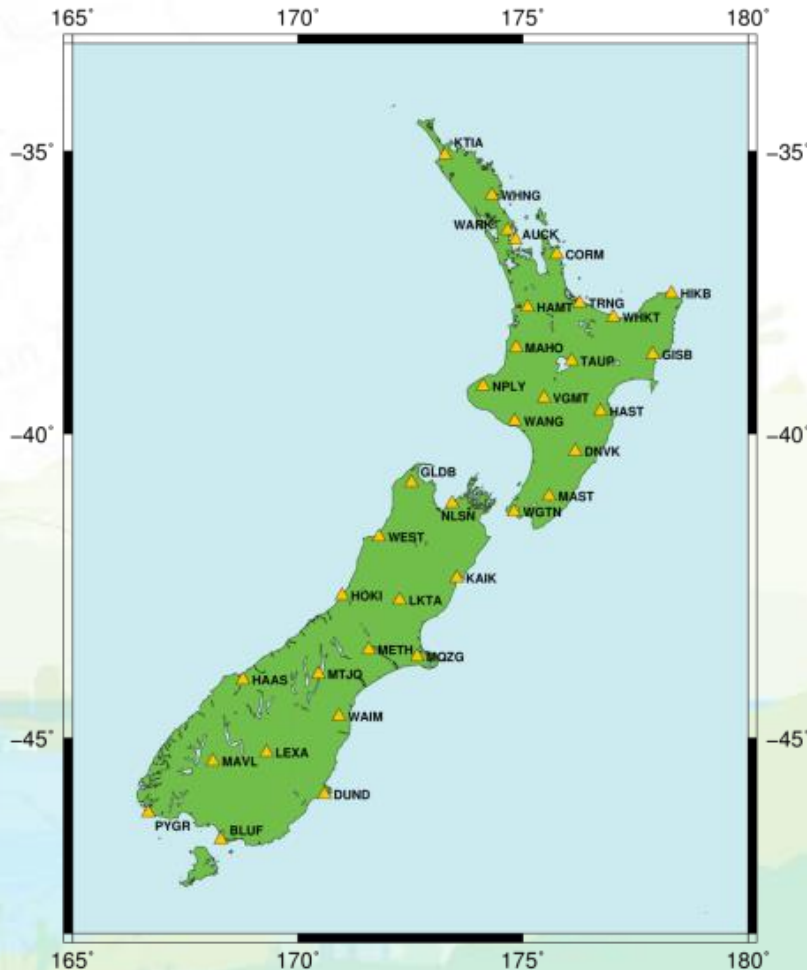 165° 170° 175° 180°
-35° -35°
KTIA
WHNG
WARK
AUCK
CORM
HIKB
HAMT TRNG
WHKT
MAHO
TAUP
GISB
NPLY
VGMT
HAST
WANG
-40° -40°
DNVK
GLDB
MAST
NLSN
WGTN
WEST
KAIK
HOKI
LKTA
METH
MQZG
HAAS
MTJO
WAIM
-45° -45°
LEXA
MAVL
DUND
PYGR
BLUF
165° 170° 175° 180°